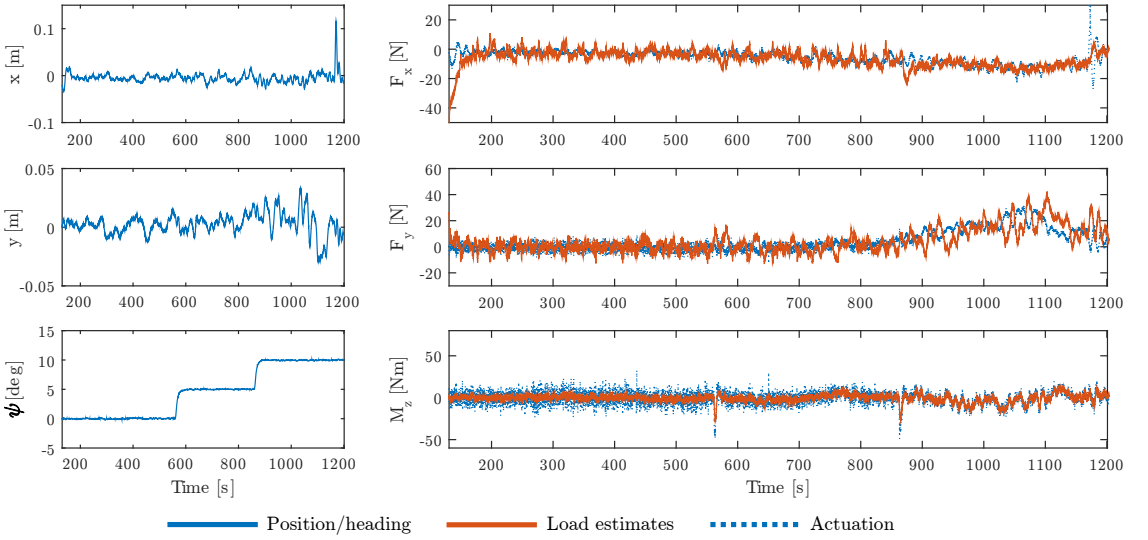 x [m]
0.1
0
-0.1
200 400 600 800 1000 1200
F_x [N]
20
0
-20
-40
200 300 400 500 600 700 800 900 1000 1100 1200
y [m]
0.05
0
-0.05
200 400 600 800 1000 1200
F_y [N]
60
40
20
0
-20
200 300 400 500 600 700 800 900 1000 1100 1200
ψ [deg]
15
10
5
0
-5
200 400 600 800 1000 1200
Time [s]
M_z [Nm]
50
0
-50
200 300 400 500 600 700 800 900 1000 1100 1200
Time [s]
Position/heading Load estimates Actuation